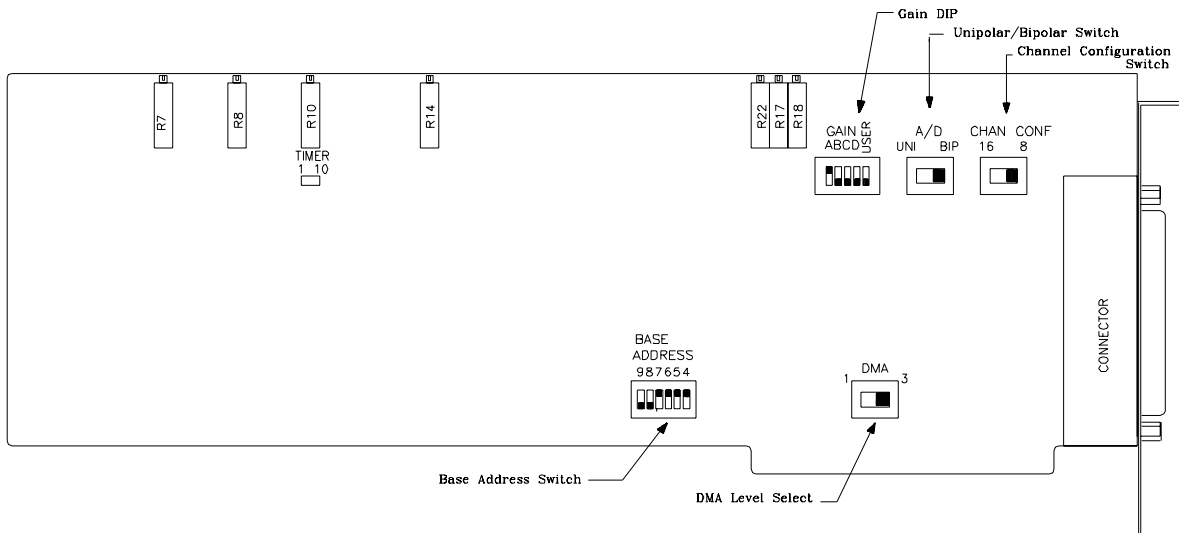 Gain DIP
Unipolar/Bipolar Switch
Channel Configuration
Switch
R7
R8
R10
R14
R22
R17
R18
TIMER
1 10
GAIN
ABCD
USER
A/D
UNI BIP
CHAN CONF
16 8
CONNECTOR
BASE
ADDRESS
987654
DMA
1 3
Base Address Switch
DMA Level Select